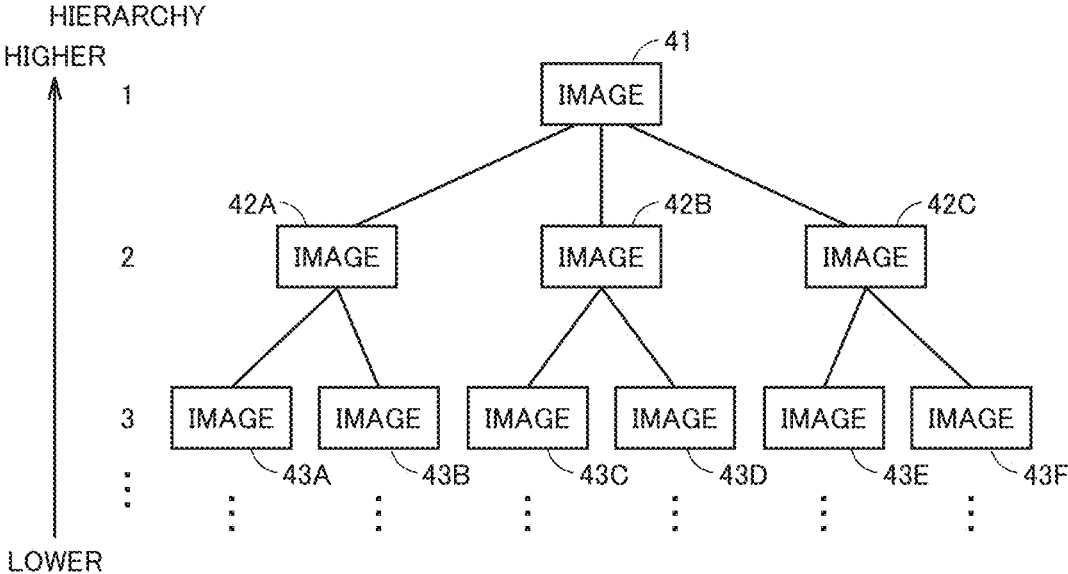 HIERARCHY
HIGHER
41
1
IMAGE
42A
42B
42C
2
IMAGE
IMAGE
IMAGE
3
IMAGE
IMAGE
IMAGE
IMAGE
IMAGE
IMAGE
43A
43B
43C
43D
43E
43F
LOWER